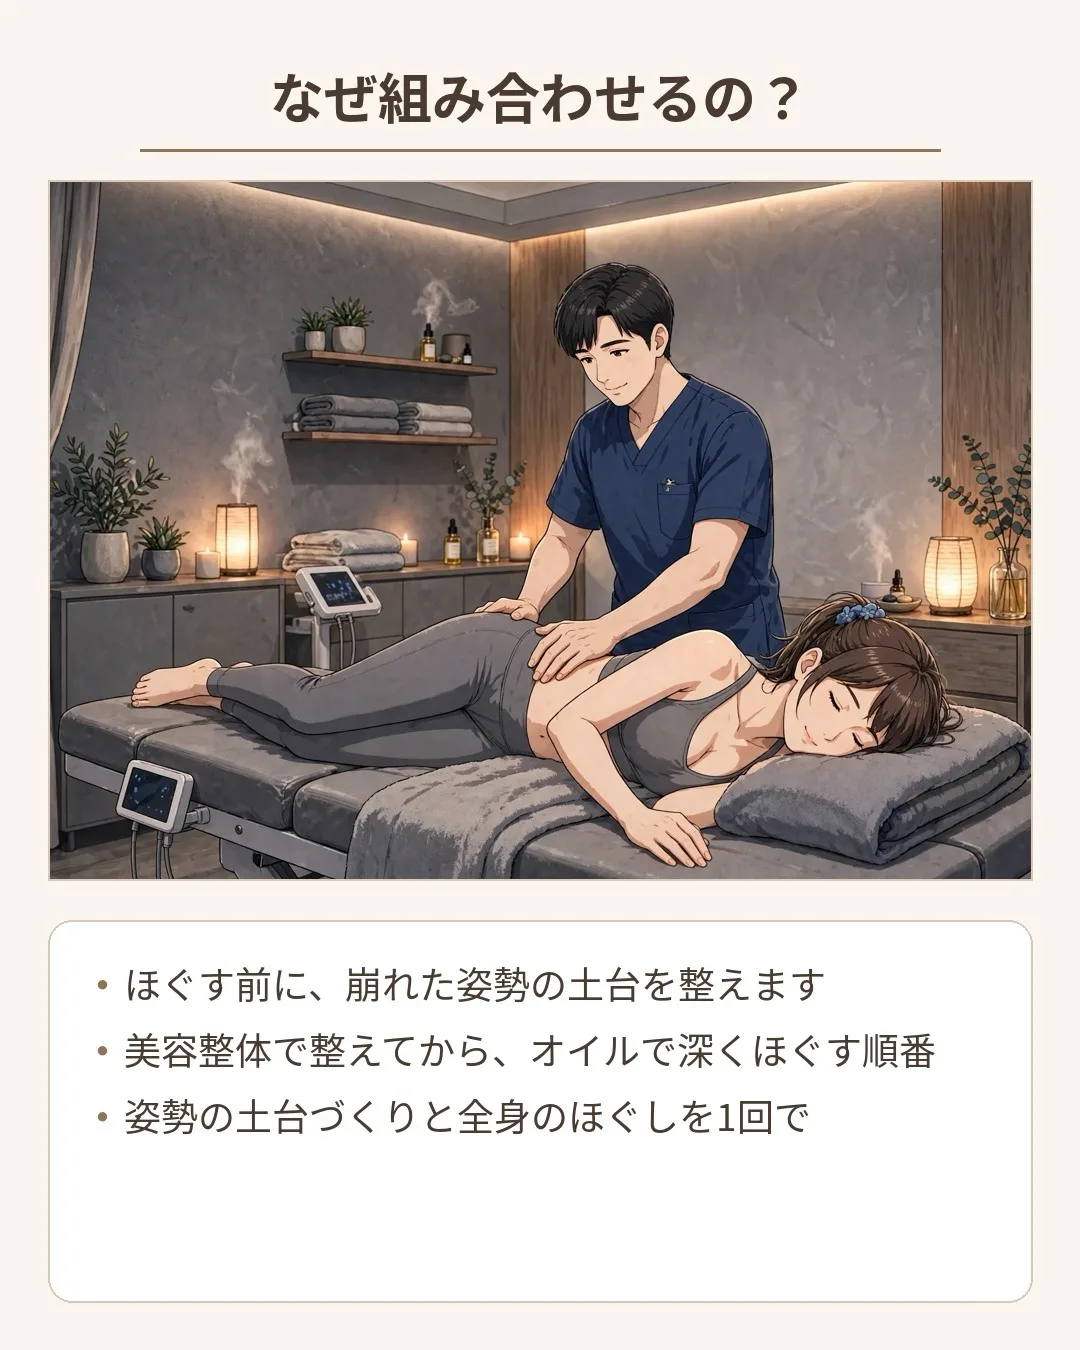 なぜ組み合わせるの？
・ほぐす前に、崩れた姿勢の土台を整えます
・美容整体で整えてから、オイルで深くほぐす順番
・姿勢の土台づくりと全身のほぐしを1回で